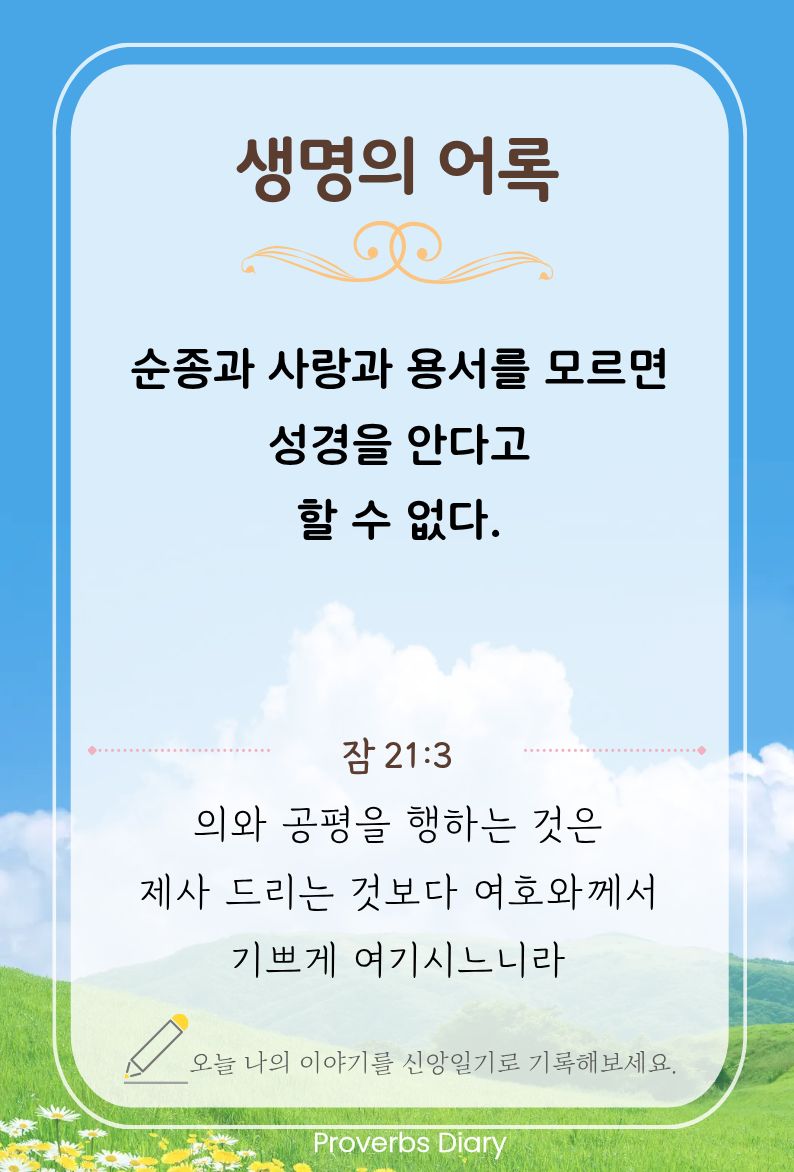 생명의 어록
순종과 사랑과 용서를 모르면
성경을 안다고
할 수 없다.
잠 21:3
의와 공평을 행하는 것은
제사 드리는 것보다 여호와께서
기쁘게 여기시느니라
오늘 나의 이야기를 신앙일기로 기록해보세요.
Proverbs Diary